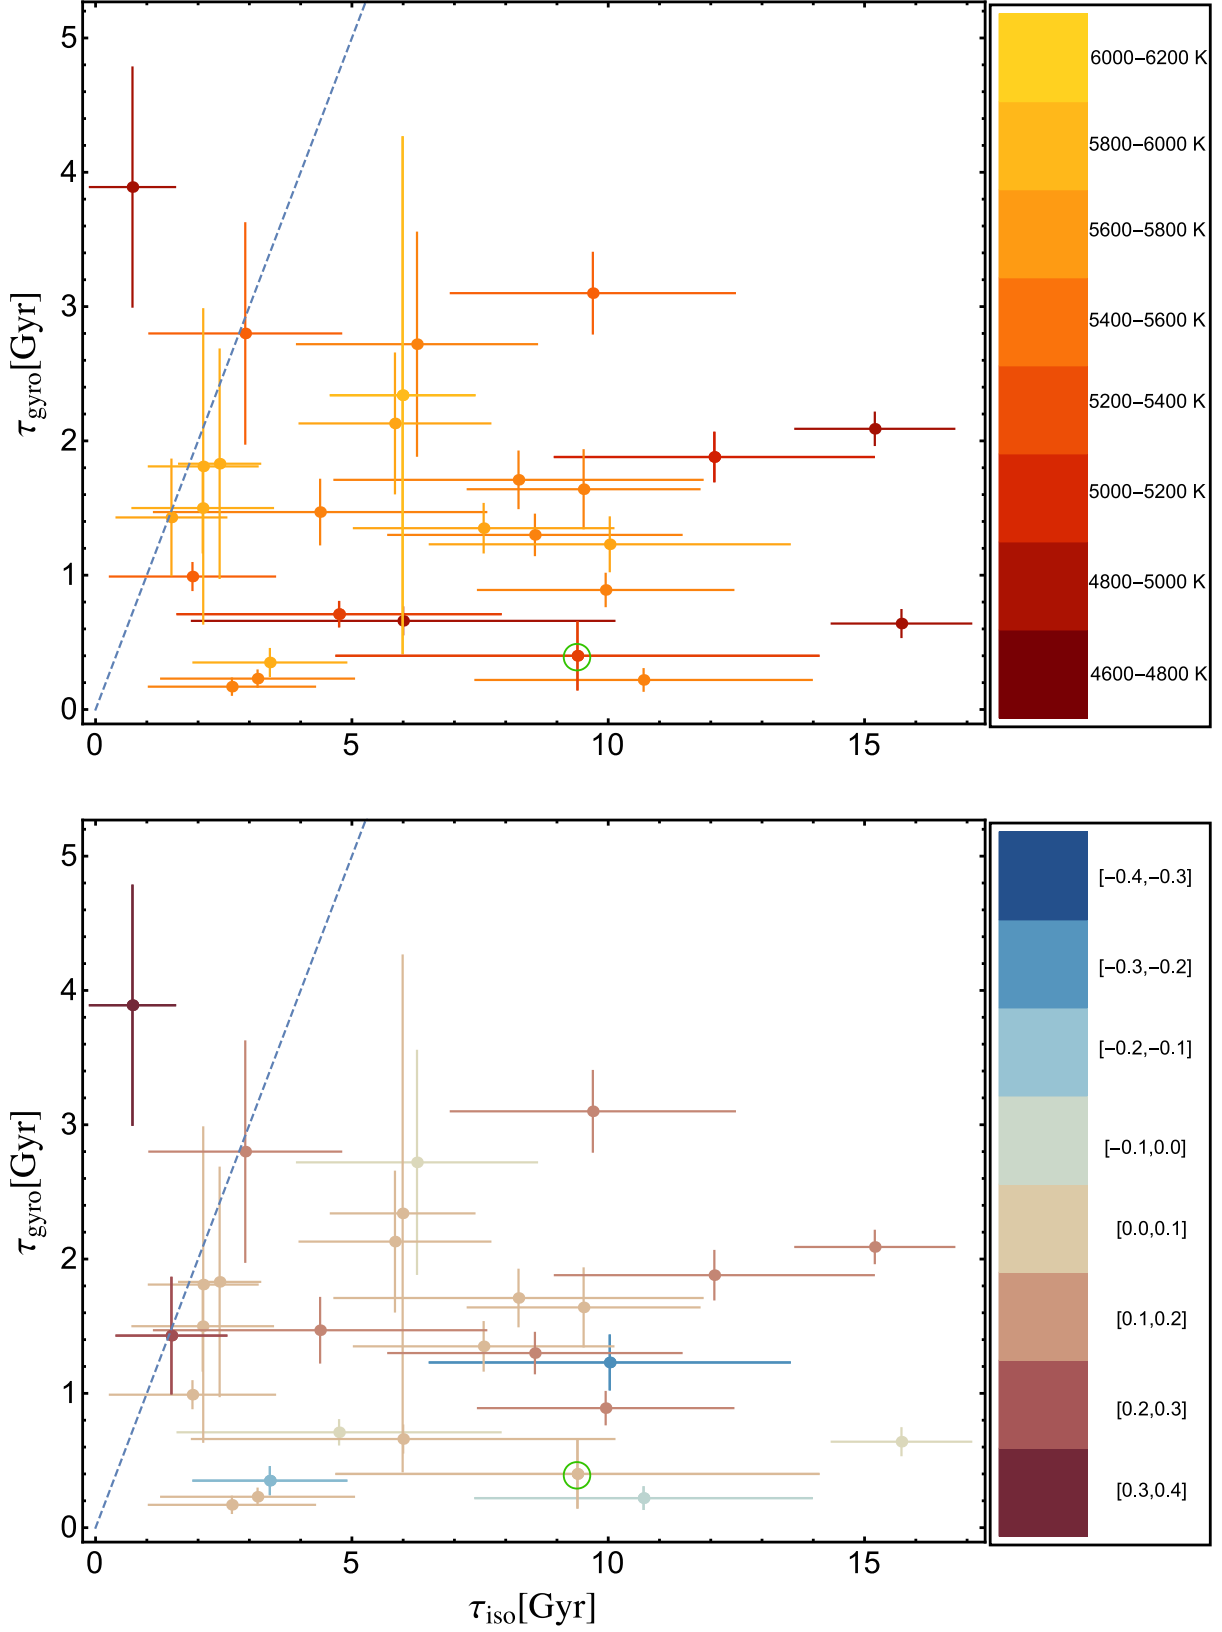 5
4
3
2
1
0
τgyro[Gyr]
0 5 10 15
6000–6200 K
5800–6000 K
5600–5800 K
5400–5600 K
5200–5400 K
5000–5200 K
4800–5000 K
4600–4800 K
5
4
3
2
1
0
τgyro[Gyr]
0 5 10 15
τiso[Gyr]
[−0.4,−0.3]
[−0.3,−0.2]
[−0.2,−0.1]
[−0.1,0.0]
[0.0,0.1]
[0.1,0.2]
[0.2,0.3]
[0.3,0.4]